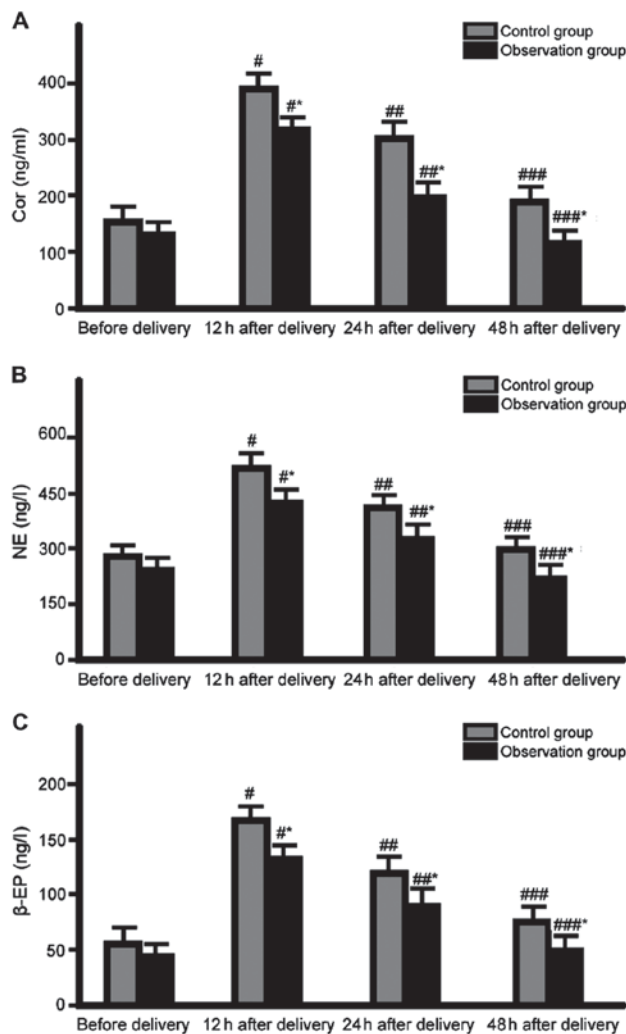 A
Control group
Observation group
Cor (ng/ml)
400
300
200
100
0
#
#*
##
##*
###
###*
Before delivery 12 h after delivery 24 h after delivery 48 h after delivery
B
Control group
Observation group
NE (ng/l)
600
450
300
150
0
#
#*
##
##*
###
###*
Before delivery 12 h after delivery 24 h after delivery 48 h after delivery
C
Control group
Observation group
β-EP (ng/l)
200
150
100
50
0
#
#*
##
##*
###
###*
Before delivery 12 h after delivery 24 h after delivery 48 h after delivery